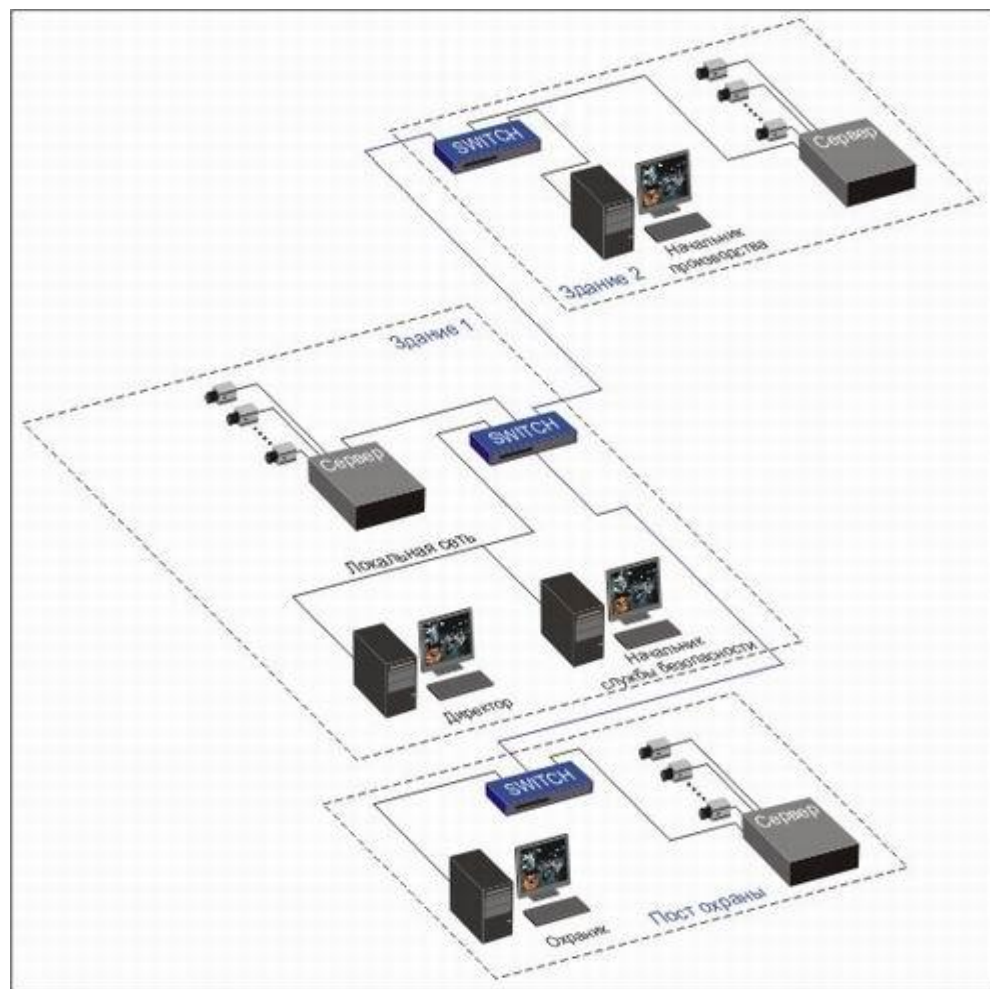 SWITCH
Сервер
Начальник
производства
Здание 2
Здание 1
SWITCH
Сервер
Локальная сеть
Начальник
службы безопасности
Директор
SWITCH
Сервер
Охраник
Пост охраны